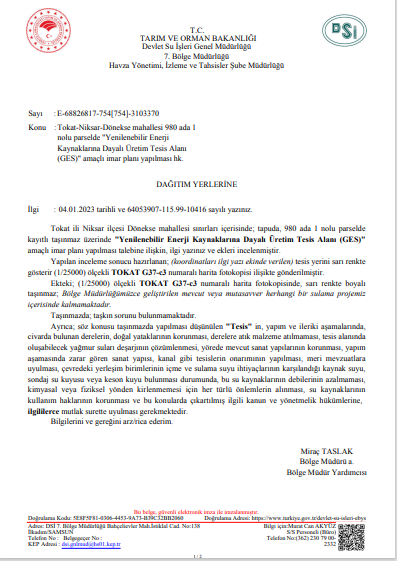 DSİ
T.C.
TARIM VE ORMAN BAKANLIĞI
Devlet Su İşleri Genel Müdürlüğü
7. Bölge Müdürlüğü
Havza Yönetimi, İzleme ve Tahsisler Şube Müdürlüğü
Sayı : E-68826817-754[754]-3103370
Konu : Tokat-Niksar-Dönekse mahallesi 980 ada 1
nolu parselde "Yenilenebilir Enerji
Kaynaklarına Dayalı Üretim Tesis Alanı
(GES)" amaçlı imar planı yapılması hk.
DAĞITIM YERLERİNE
İlgi : 04.01.2023 tarihli ve 64053907-115.99-10416 sayılı yazınız.
Tokat ili Niksar ilçesi Dönekse mahallesi sınırları içerisinde; tapuda, 980 ada 1 nolu parselde
kayıtlı taşınmaz üzerinde "Yenilenebilir Enerji Kaynaklarına Dayalı Üretim Tesis Alanı (GES)"
amaçlı imar planı yapılması talebine ilişkin, ilgi yazınız ve ekleri incelenmiştir.
Yapılan inceleme sonucu hazırlanan; (koordinatları ilgi yazı ekinde verilen) tesis yerini sarı renkte
gösterir (1/25000) ölçekli TOKAT G37-c3 numaralı harita fotokopisi ilişikte gönderilmiştir.
Ekteki; (1/25000) ölçekli TOKAT G37-c3 numaralı harita fotokopisinde, sarı renkte boyalı
taşınmaz; Bölge Müdürlüğümüzce geliştirilen mevcut veya mutasavver herhangi bir sulama projemiz
içerisinde kalmamaktadır.
Taşınmazda; taşkın sorunu bulunmamaktadır.
Ayrıca; söz konusu taşınmazda yapılması düşünülen "Tesis" in, yapım ve ileriki aşamalarında,
civarda bulunan derelerin, doğal yataklarının korunması, derelere atık malzeme atılmaması, tesis alanında
oluşabilecek yağmur suları deşarjının çözümlenmesi, yörede mevcut sanat yapılarının korunması, yapım
aşamasında zarar gören sanat yapısı, kanal gibi tesislerin onarımının yapılması, meri mevzuatlara
uyulması, çevredeki yerleşim birimlerinin içme ve sulama suyu ihtiyaçlarının karşılandığı kaynak suyu,
sondaj su kuyusu veya keson kuyu bulunması durumunda, bu su kaynaklarının debilerinin azalmaması,
kimyasal veya fiziksel yönden kirlenmemesi için her türlü önlemlerin alınması, su kaynaklarının
kullanım haklarının korunması ve bu konularda çıkartılmış ilgili kanun ve yönetmelik hükümlerine,
ilgililerce mutlak surette uyulması gerekmektedir.
Bilgilerini ve gereğini arz/rica ederim.
Miraç TASLAK
Bölge Müdürü a.
Bölge Müdür Yardımcısı
Bu belge, güvenli elektronik imza ile imzalanmıştır.
Doğrulama Kodu: 5E8F5F81-0306-4453-9A73-B39C32BB2060 Doğrulama Adresi: https://www.turkiye.gov.tr/devlet-su-isleri-ebys
Adres: DSİ 7. Bölge Müdürlüğü Bahçelievler Mah.İstiklal Cad. No:138
İlkadım/SAMSUN
Telefon No : Belgegeçer No :
KEP Adresi : dsi.gnlmud@hs01.kep.tr
Bilgi için:Murat Can AKYÜZ
S/S Personeli (Büro)
Telefon No:(362) 230 79 00-
2332
1 / 2